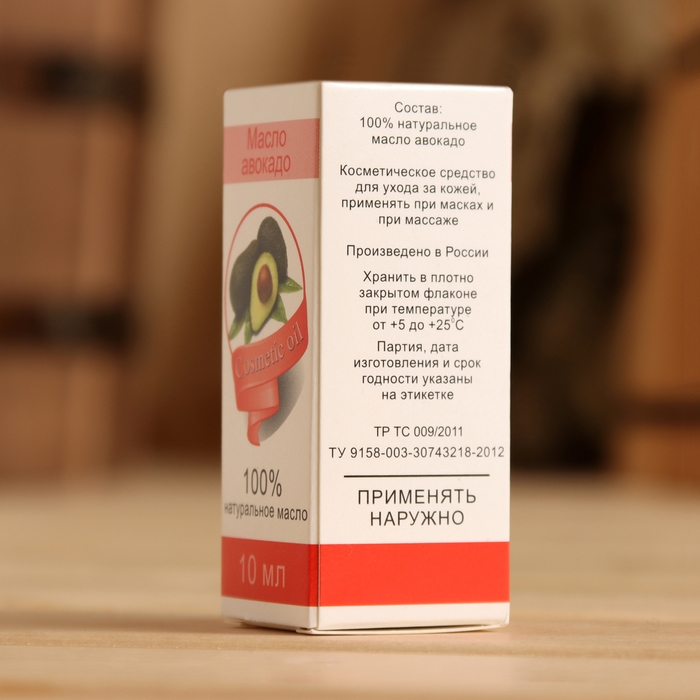 Масло
авокадо
Cosmetic oil
100%
натуральное масло
10 мл
Состав:
100% натуральное
масло авокадо
Косметическое средство
для ухода за кожей,
применять при масках и
при массаже
Произведено в России
Хранить в плотно
закрытом флаконе
при температуре
от +5 до +25°С
Партия, дата
изготовления и срок
годности указаны
на этикетке
ТР ТС 009/2011
ТУ 9158-003-30743218-2012
ПРИМЕНЯТЬ
НАРУЖНО